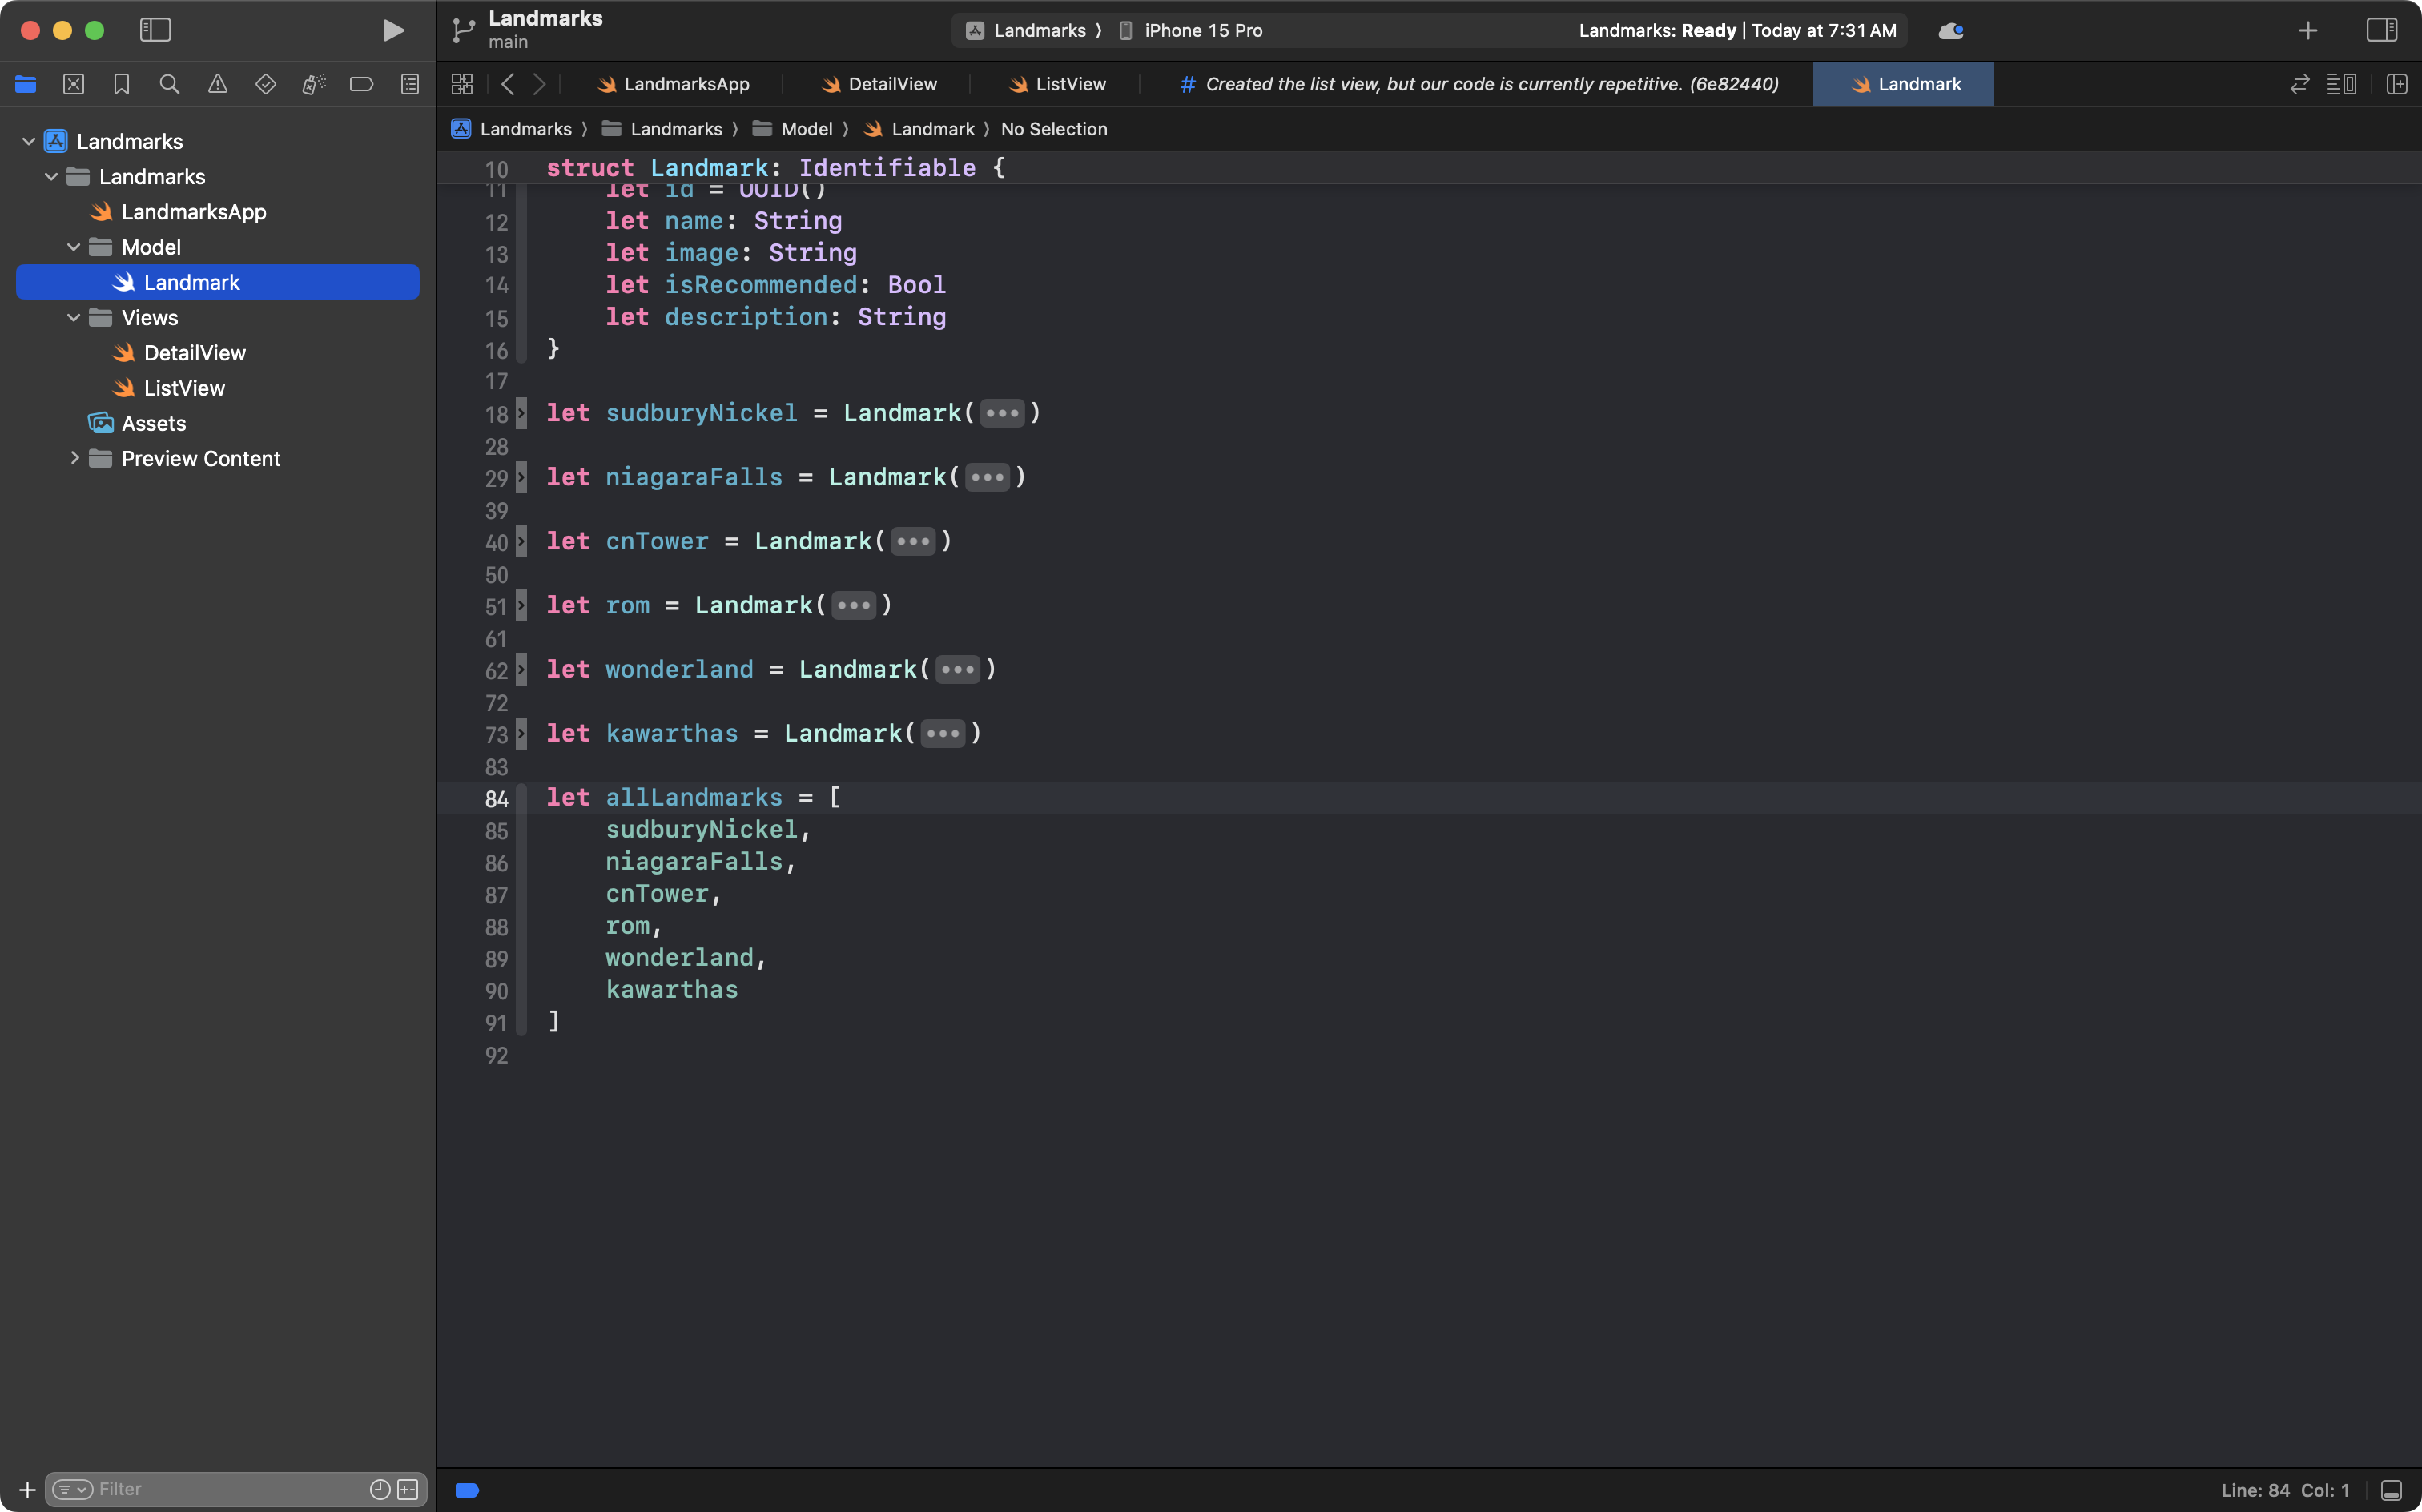 Landmarks
main
Landmarks 〉 iPhone 15 Pro
Landmarks: Ready | Today at 7:31 AM
LandmarksApp
DetailView
ListView
# Created the list view, but our code is currently repetitive. (6e82440)
Landmark
Landmarks 〉 Landmarks 〉 Model 〉 Landmark 〉 No Selection
Landmarks
Landmarks
LandmarksApp
Model
Landmark
Views
DetailView
ListView
Assets
Preview Content
Filter
10 struct Landmark: Identifiable {
11     let id = UUID()
12     let name: String
13     let image: String
14     let isRecommended: Bool
15     let description: String
16 }
17
18 let sudburyNickel = Landmark(•••)
28
29 let niagaraFalls = Landmark(•••)
39
40 let cnTower = Landmark(•••)
50
51 let rom = Landmark(•••)
61
62 let wonderland = Landmark(•••)
72
73 let kawarthas = Landmark(•••)
83
84 let allLandmarks = [
85     sudburyNickel,
86     niagaraFalls,
87     cnTower,
88     rom,
89     wonderland,
90     kawarthas
91 ]
92
Line: 84 Col: 1